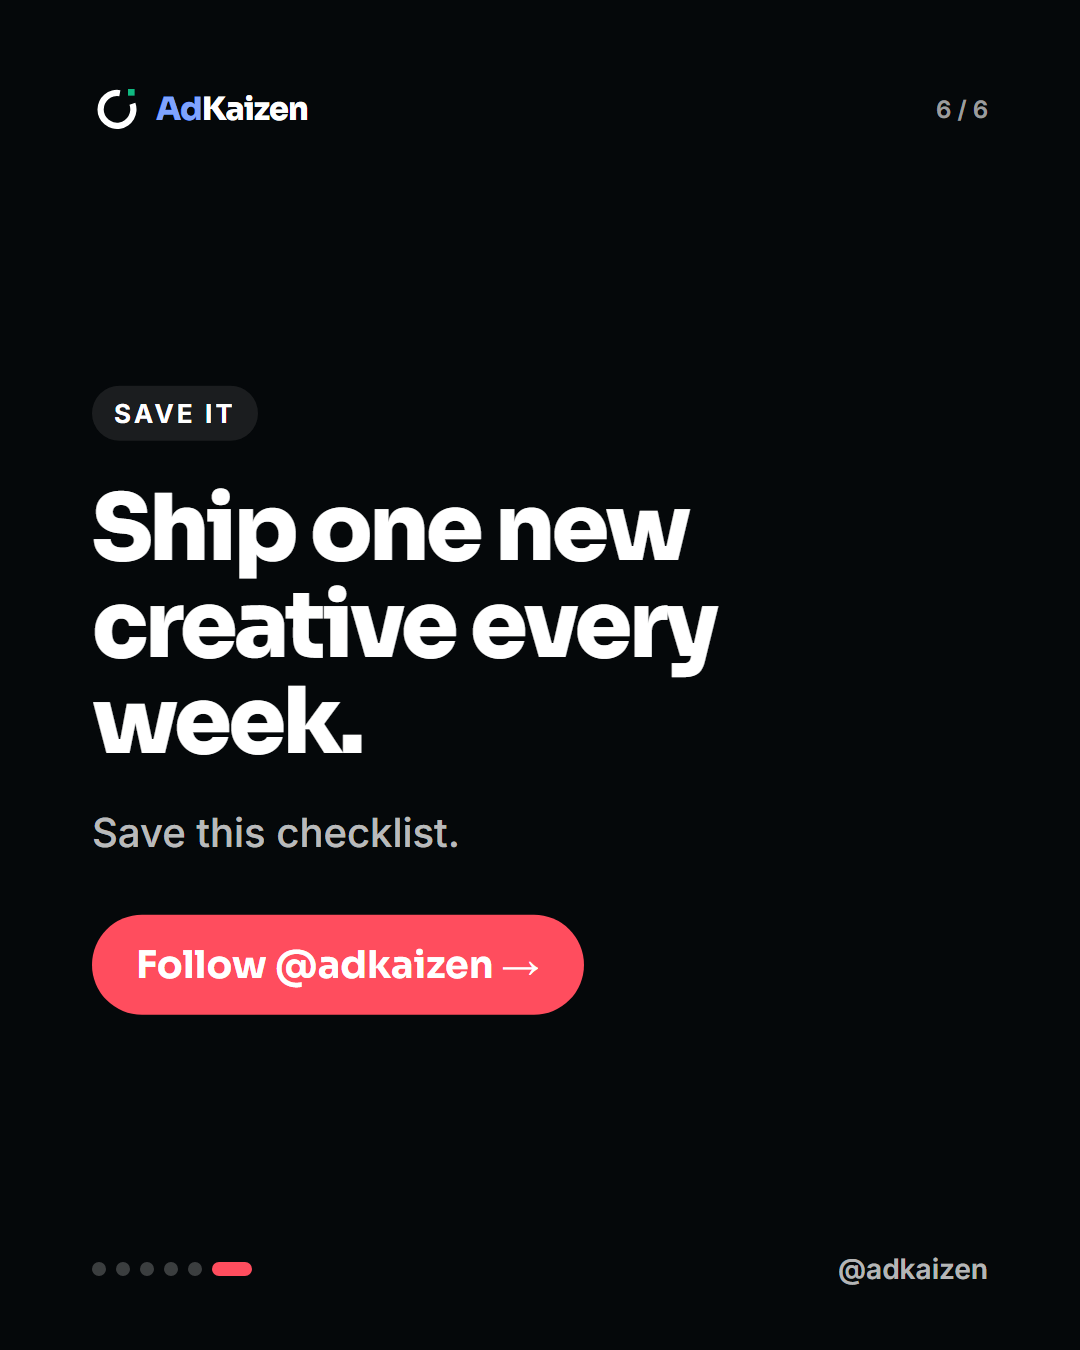 AdKaizen
6 / 6
SAVE IT
Ship one new
creative every
week.
Save this checklist.
Follow @adkaizen →
@adkaizen